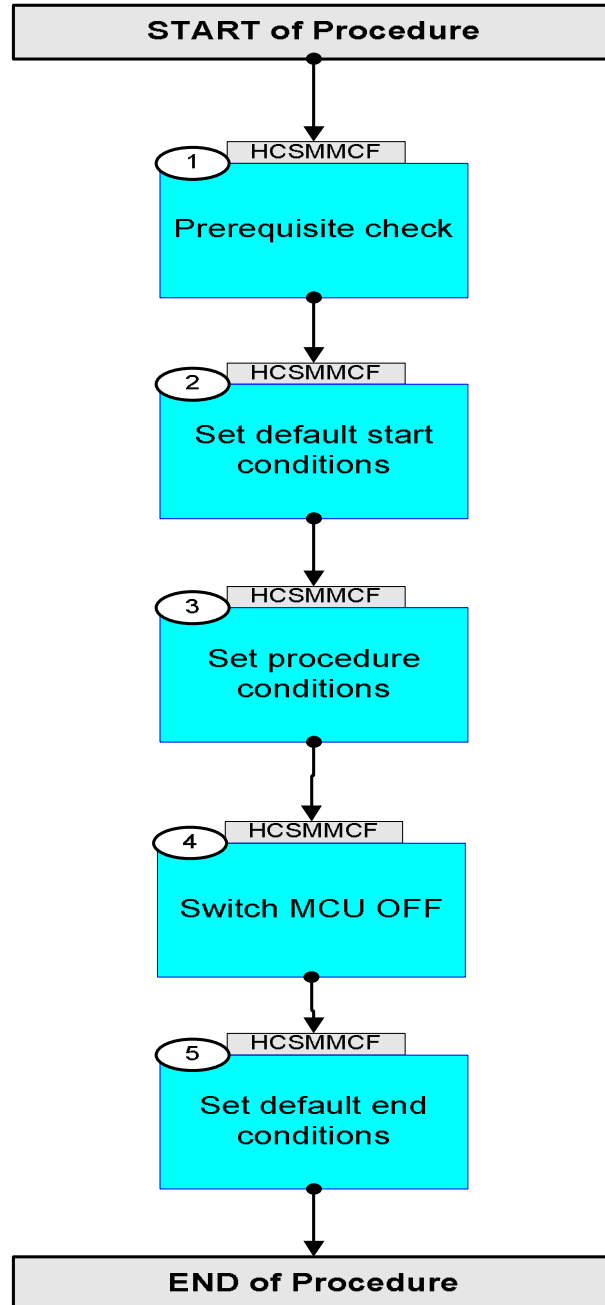 START of Procedure
HCSMMCF
1
Prerequisite check
HCSMMCF
2
Set default start
conditions
HCSMMCF
3
Set procedure
conditions
HCSMMCF
4
Switch MCU OFF
HCSMMCF
5
Set default end
conditions
END of Procedure